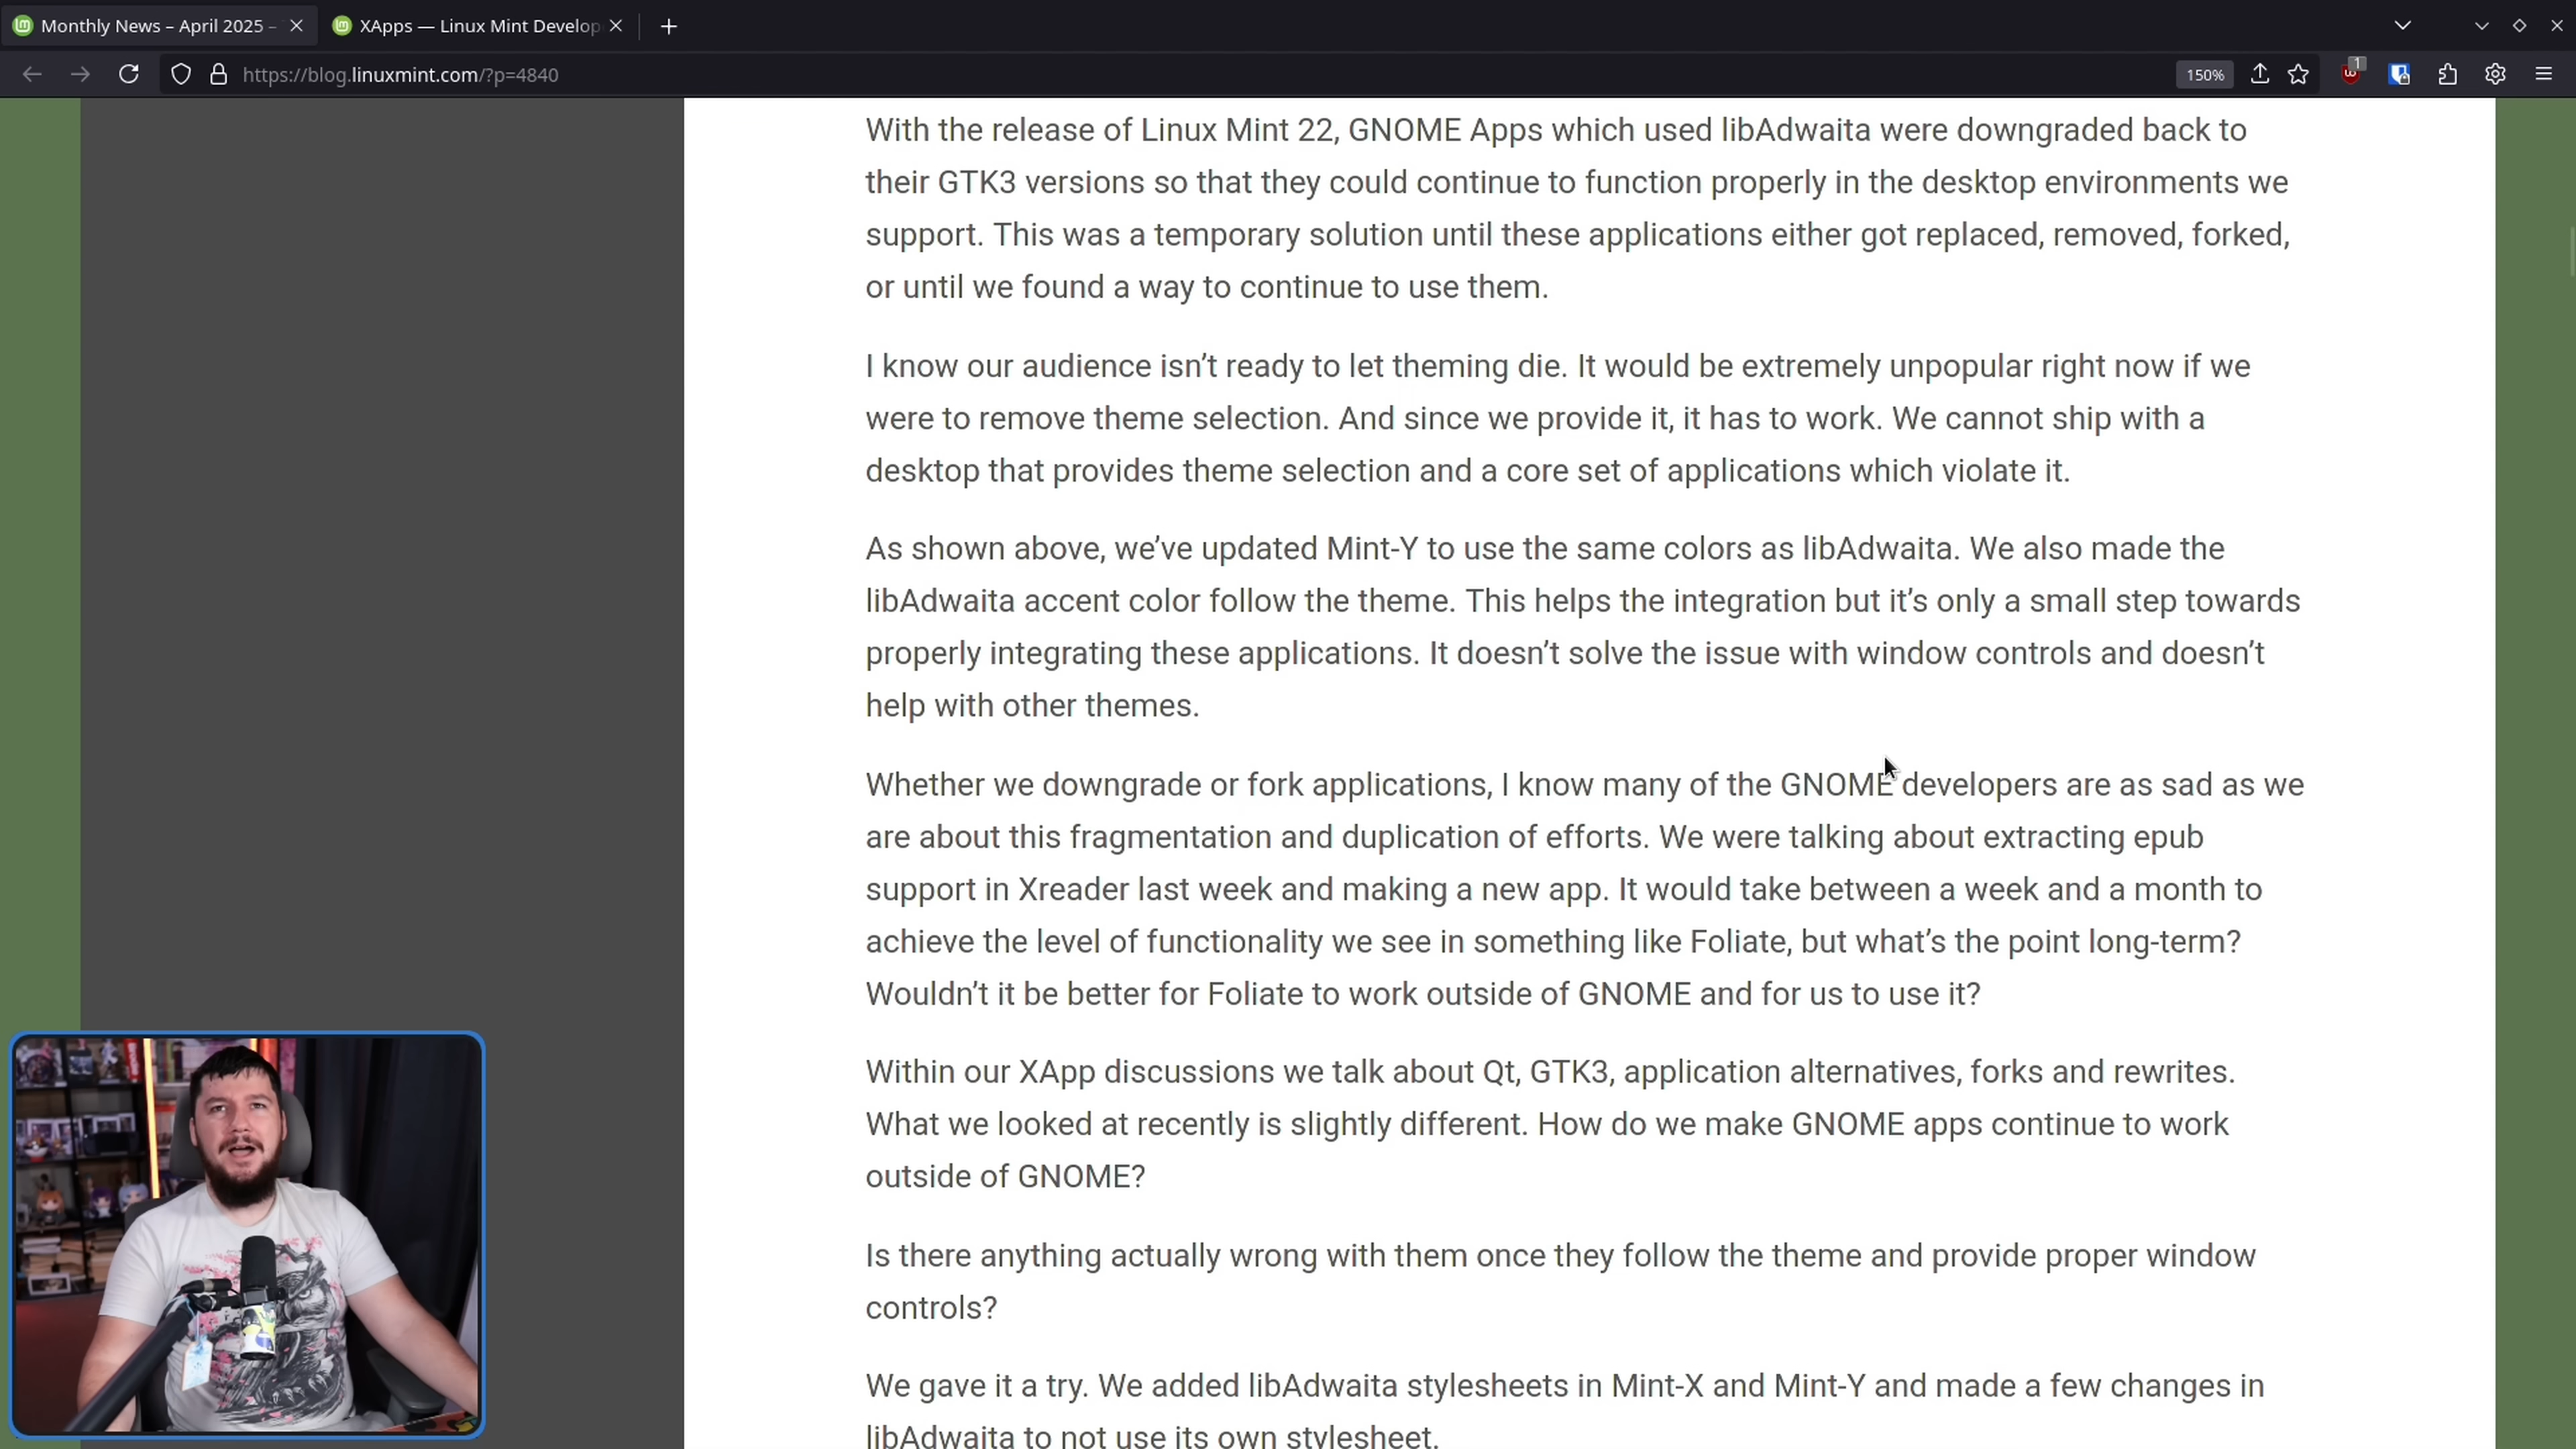 Monthly News – April 2025 –
XApps — Linux Mint Develop
https://blog.linuxmint.com/?p=4840
150%
1
With the release of Linux Mint 22, GNOME Apps which used libAdwaita were downgraded back to
their GTK3 versions so that they could continue to function properly in the desktop environments we
support. This was a temporary solution until these applications either got replaced, removed, forked,
or until we found a way to continue to use them.
I know our audience isn’t ready to let theming die. It would be extremely unpopular right now if we
were to remove theme selection. And since we provide it, it has to work. We cannot ship with a
desktop that provides theme selection and a core set of applications which violate it.
As shown above, we’ve updated Mint-Y to use the same colors as libAdwaita. We also made the
libAdwaita accent color follow the theme. This helps the integration but it’s only a small step towards
properly integrating these applications. It doesn’t solve the issue with window controls and doesn’t
help with other themes.
Whether we downgrade or fork applications, I know many of the GNOME developers are as sad as we
are about this fragmentation and duplication of efforts. We were talking about extracting epub
support in Xreader last week and making a new app. It would take between a week and a month to
achieve the level of functionality we see in something like Foliate, but what’s the point long-term?
Wouldn’t it be better for Foliate to work outside of GNOME and for us to use it?
Within our XApp discussions we talk about Qt, GTK3, application alternatives, forks and rewrites.
What we looked at recently is slightly different. How do we make GNOME apps continue to work
outside of GNOME?
Is there anything actually wrong with them once they follow the theme and provide proper window
controls?
We gave it a try. We added libAdwaita stylesheets in Mint-X and Mint-Y and made a few changes in
libAdwaita to not use its own stylesheet.